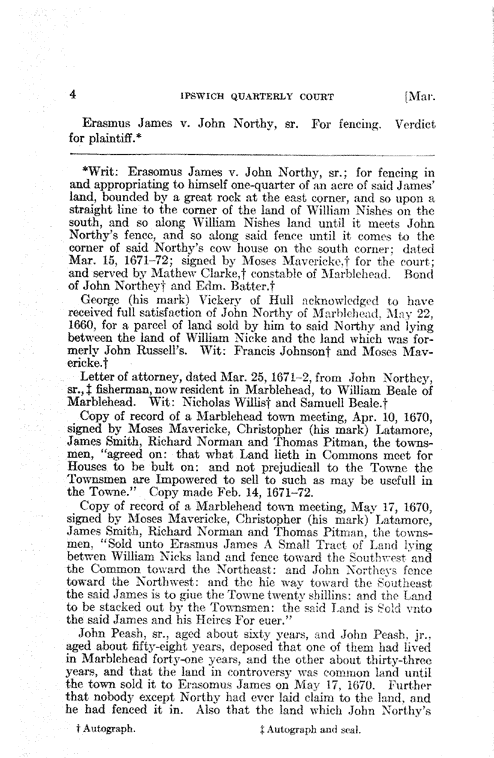 4 IPSWICH QUARTERLY COURT [Mar.
Erasmus James v. John Northy, sr. For fencing. Verdict
for plaintiff.*
*Writ: Erasomus James v. John Northy, sr.; for fencing in
and appropriating to himself one-quarter of an acre of said James'
land, bounded by a great rock at the east corner, and so upon a
straight line to the corner of the land of William Nishes on the
south, and so along William Nishes land until it meets John
Northy's fence, and so along said fence until it comes to the
corner of said Northy's cow house on the south corner; dated
Mar. 15, 1671-72; signed by Moses Mavericke,† for the court;
and served by Mathew Clarke,† constable of Marblehead. Bond
of John Northey† and Edm. Batter.†
George (his mark) Vickery of Hull acknowledged to have
received full satisfaction of John Northy of Marblehead, May 22,
1660, for a parcel of land sold by him to said Northy and lying
between the land of William Nicke and the land which was for-
merly John Russell's. Wit: Francis Johnson† and Moses Mav-
ericke.†
Letter of attorney, dated Mar. 25, 1671-2, from John Northey,
sr.,‡ fisherman, now resident in Marblehead, to William Beale of
Marblehead. Wit: Nicholas Willis† and Samuell Beale.†
Copy of record of a Marblehead town meeting, Apr. 10, 1670,
signed by Moses Mavericke, Christopher (his mark) Latamore,
James Smith, Richard Norman and Thomas Pitman, the towns-
men, "agreed on: that what Land lieth in Commons meet for
Houses to be bult on: and not prejudicall to the Towne the
Townsmen are Impowered to sell to such as may be usefull in
the Towne." Copy made Feb. 14, 1671-72.
Copy of record of a Marblehead town meeting, May 17, 1670,
signed by Moses Mavericke, Christopher (his mark) Latamore,
James Smith, Richard Norman and Thomas Pitman, the towns-
men, "Sold unto Erasmus James A Small Tract of Land lying
betwen William Nicks land and fence toward the Southwest and
the Common toward the Northeast: and John Northeys fence
toward the Northwest: and the hie way toward the Southeast
the said James is to giue the Towne twenty shillins: and the Land
to be stacked out by the Townsmen: the said Land is Sold vnto
the said James and his Heires For euer."
John Peash, sr., aged about sixty years, and John Peash, jr.,
aged about fifty-eight years, deposed that one of them had lived
in Marblehead forty-one years, and the other about thirty-three
years, and that the land in controversy was common land until
the town sold it to Erasomus James on May 17, 1670. Further
that nobody except Northy had ever laid claim to the land, and
he had fenced it in. Also that the land which John Northy's
† Autograph. ‡ Autograph and seal.